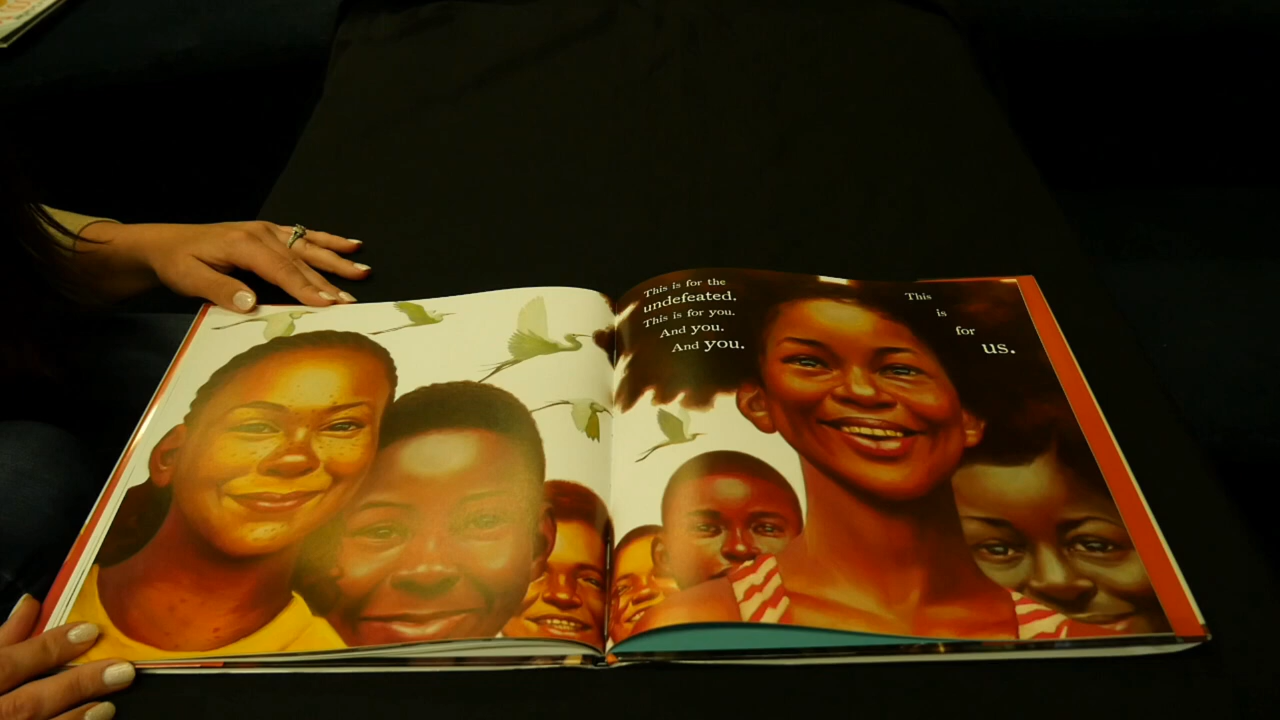 This is for the
undefeated.
This is for you.
And you.
And you.
This
is
for
us.